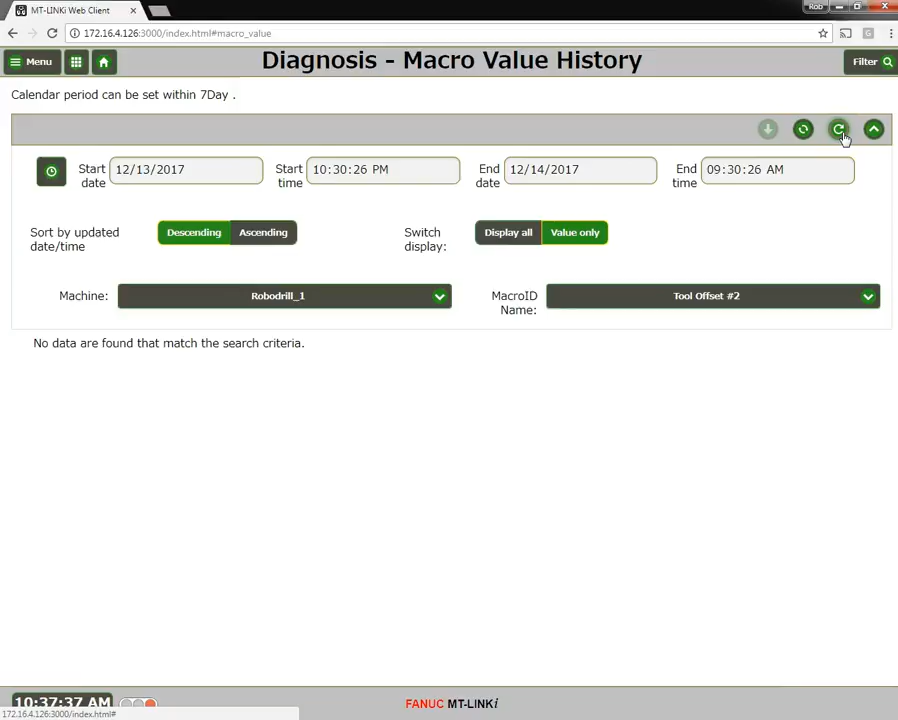 MT-LINKi Web Client
Rob
172.16.4.126:3000/index.html#macro_value
Menu
Diagnosis - Macro Value History
Filter
Calendar period can be set within 7Day .
Start date
12/13/2017
Start time
10:30:26 PM
End date
12/14/2017
End time
09:30:26 AM
Sort by updated date/time
Descending
Ascending
Switch display:
Display all
Value only
Machine:
Robodrill_1
MacroID Name:
Tool Offset #2
No data are found that match the search criteria.
10:37:37 AM
FANUC MT-LINKi
172.16.4.126:3000/index.html#